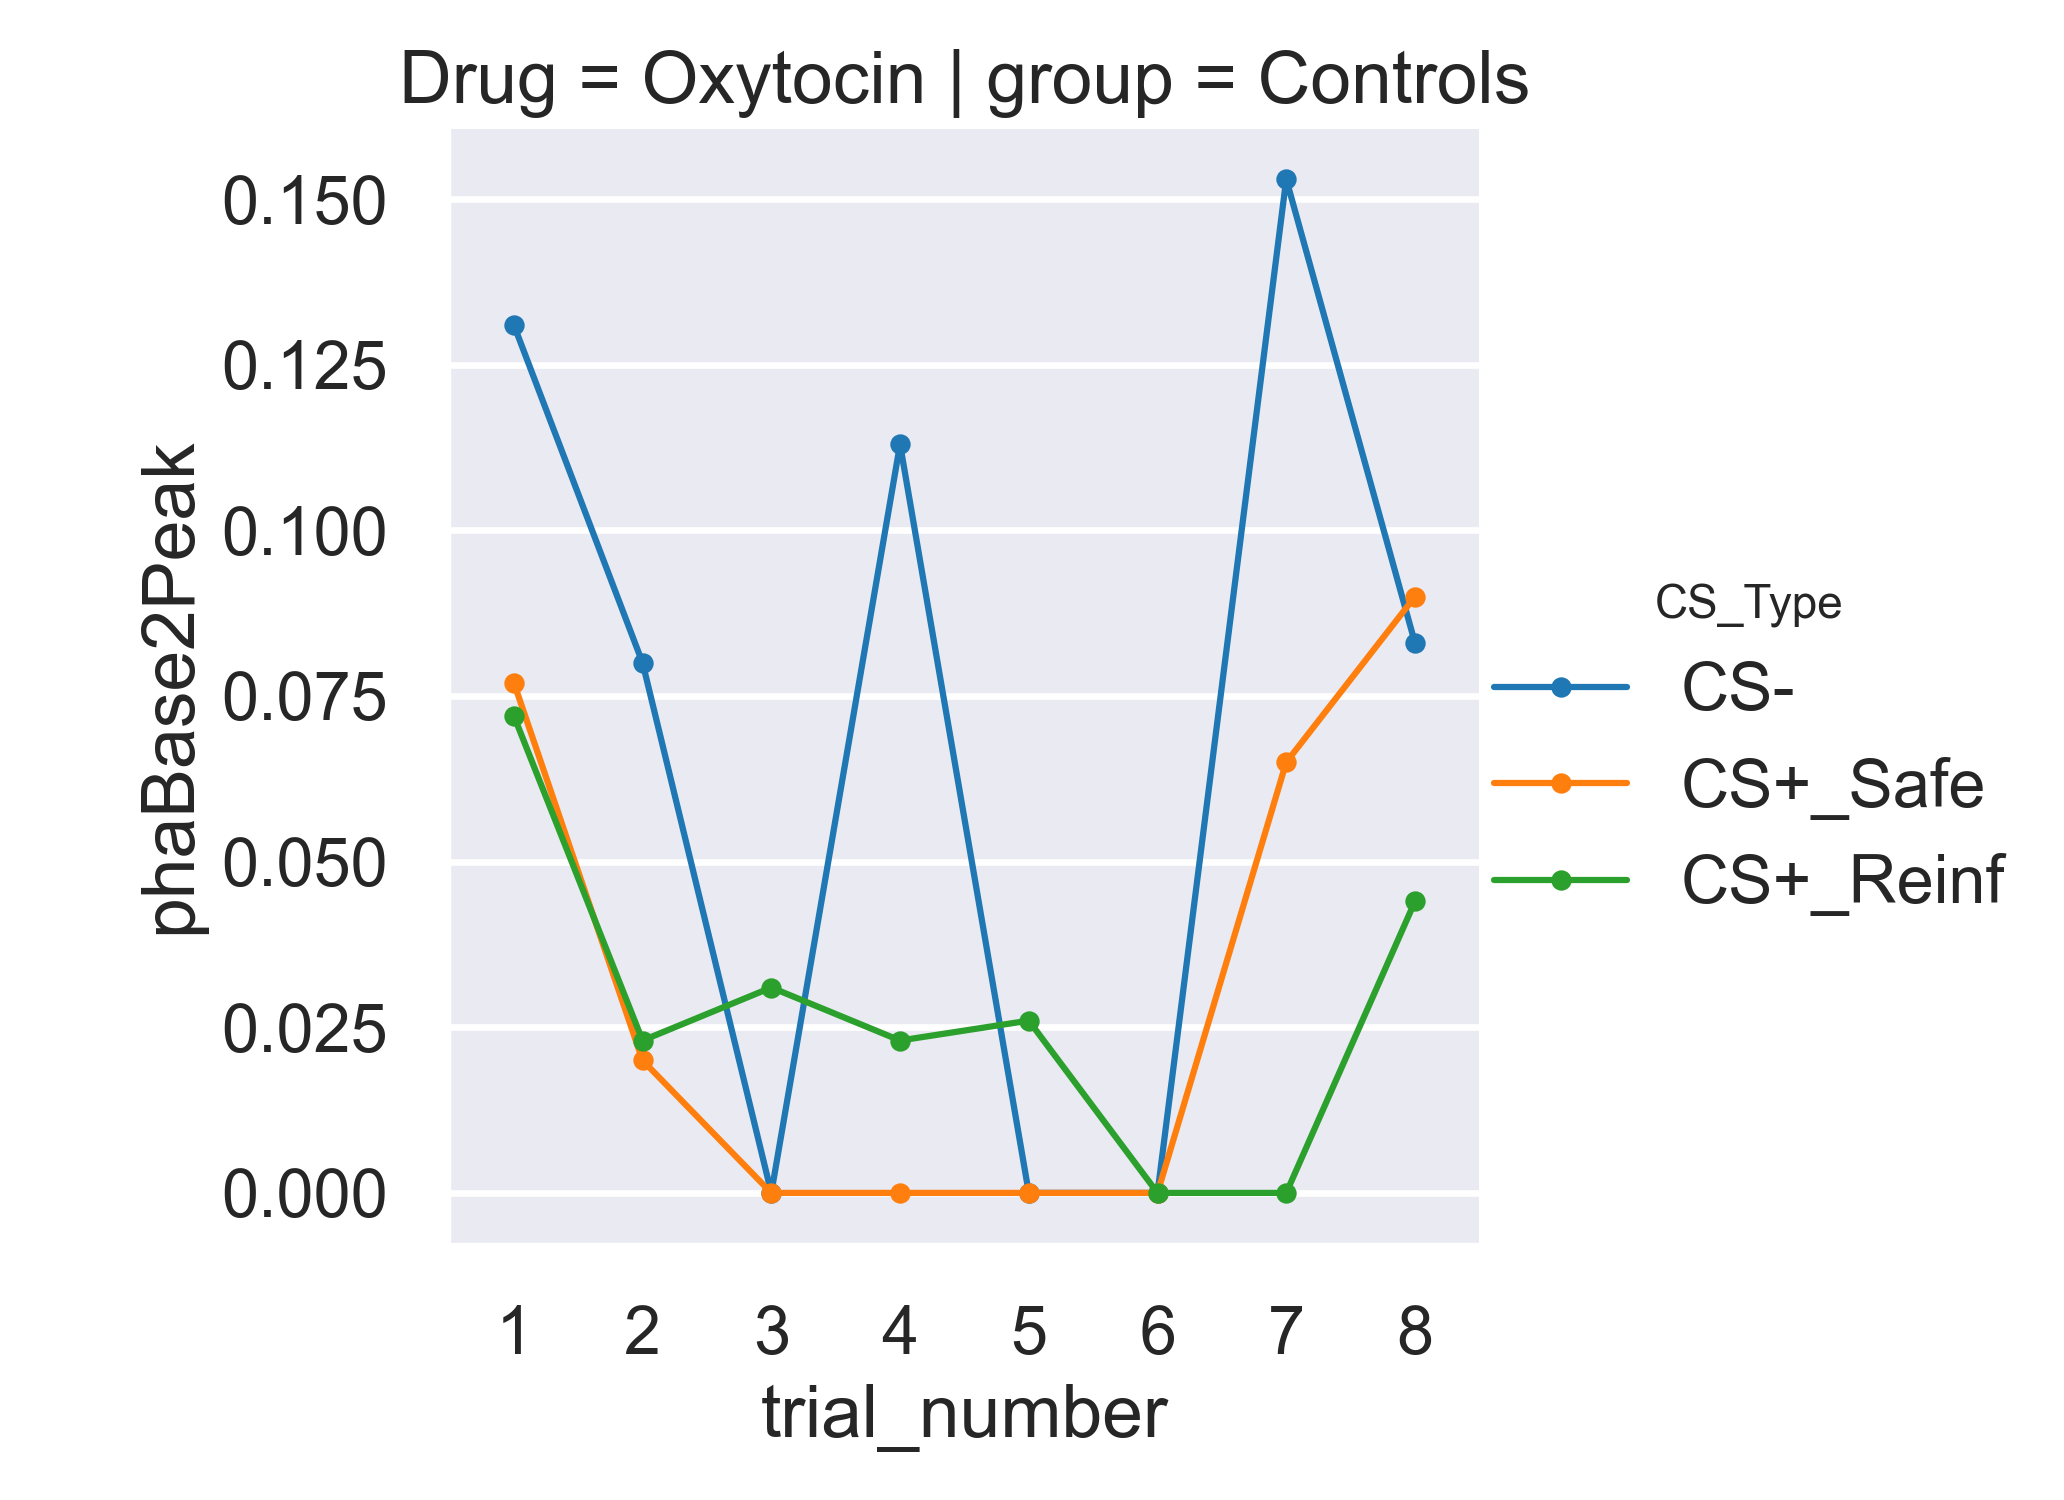 Drug = Oxytocin | group = Controls
phaBase2Peak
0.150
0.125
0.100
0.075
0.050
0.025
0.000
1 2 3 4 5 6 7 8
trial_number
CS_Type
CS-
CS+_Safe
CS+_Reinf